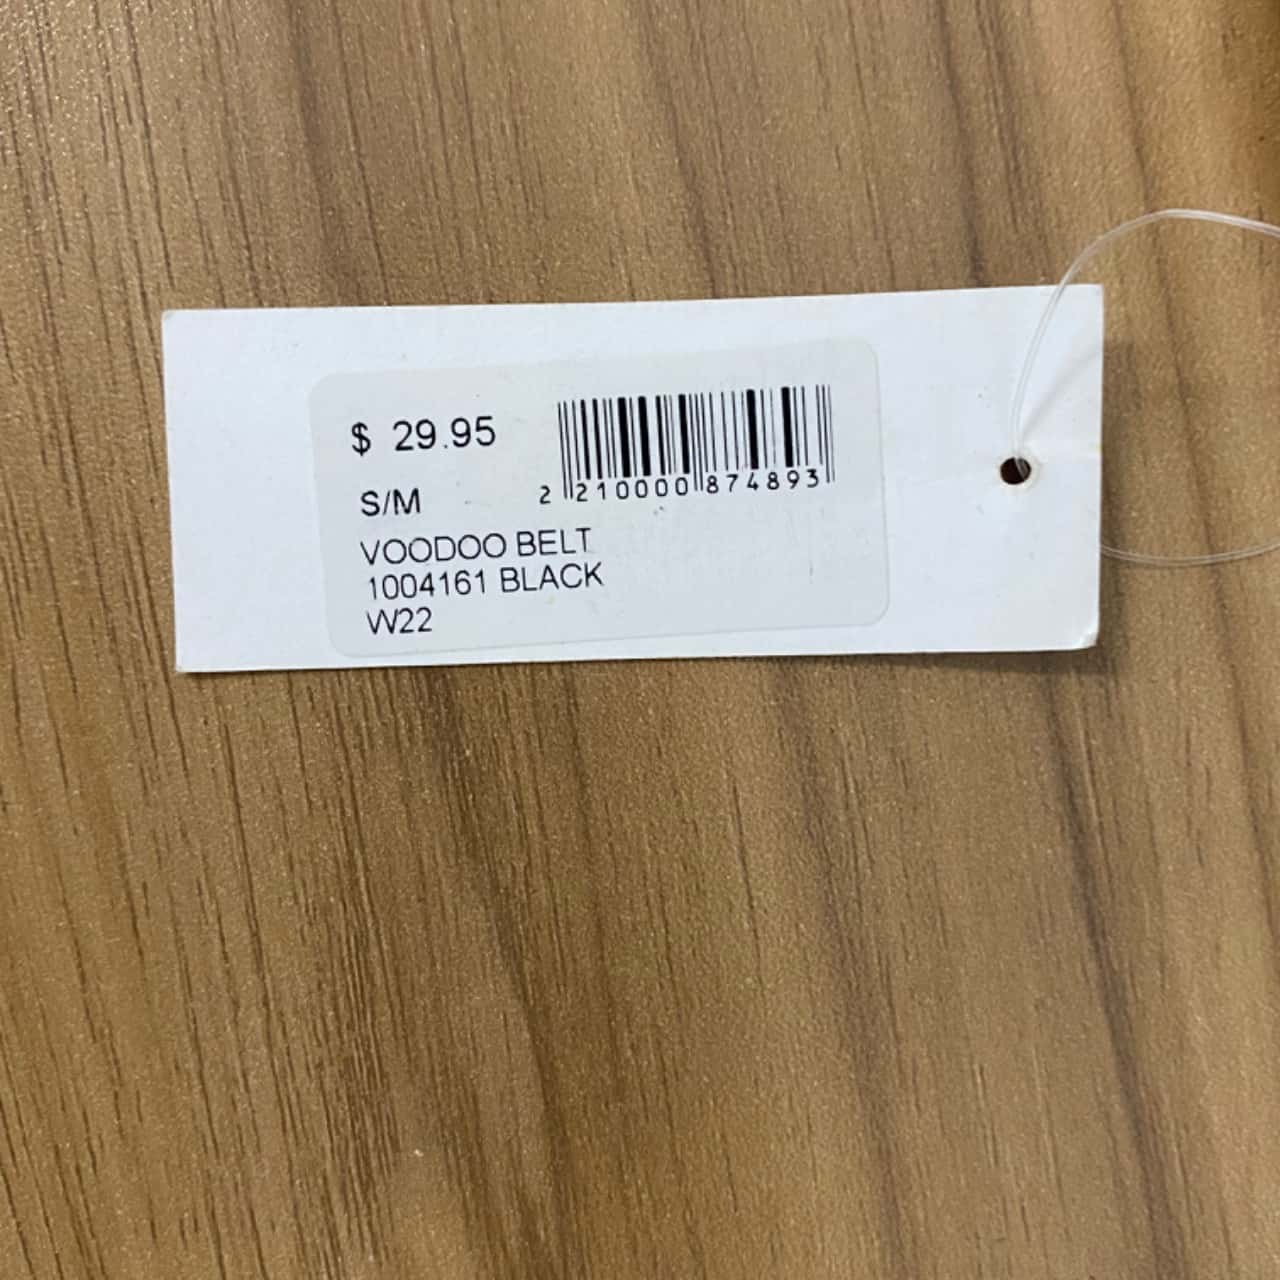 $ 29.95
S/M
2 210000 874893
VOODOO BELT
1004161 BLACK
W22